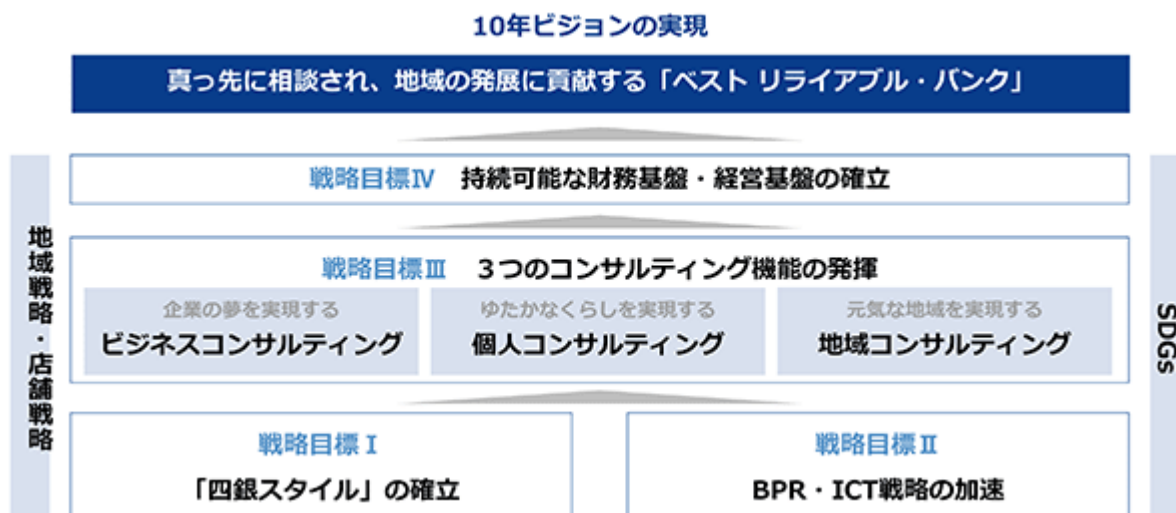 10年ビジョンの実現
真っ先に相談され、地域の発展に貢献する「ベスト リライアブル・バンク」
戦略目標Ⅳ 持続可能な財務基盤・経営基盤の確立
地域戦略・店舗戦略
戦略目標Ⅲ ３つのコンサルティング機能の発揮
企業の夢を実現する
ビジネスコンサルティング
ゆたかなくらしを実現する
個人コンサルティング
元気な地域を実現する
地域コンサルティング
SDGs
戦略目標Ⅰ
「四銀スタイル」の確立
戦略目標Ⅱ
BPR・ICT戦略の加速